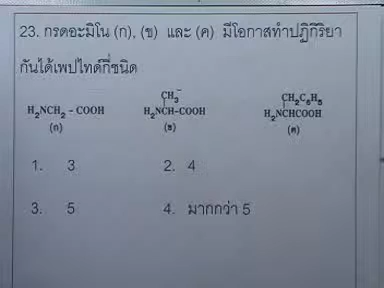 23. กรดอะมิโน (ก), (ข) และ (ค) มีโอกาสทำปฏิกิริยา
กันได้เพปไทด์กี่ชนิด
CH₃⁻ CH₂C₆H₅
H₂NCH₂ - COOH H₂NCH-COOH H₂NCHCOOH
(ก) (ข) (ค)
1. 3 2. 4
3. 5 4. มากกว่า 5